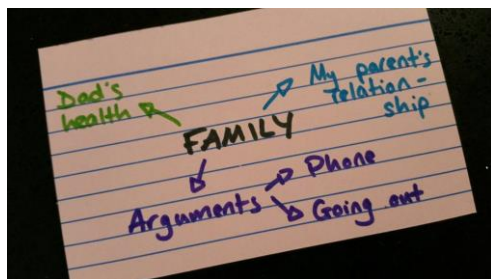 Dad's
health
My parent's
relation-
ship
FAMILY
Arguments
Phone
Going out